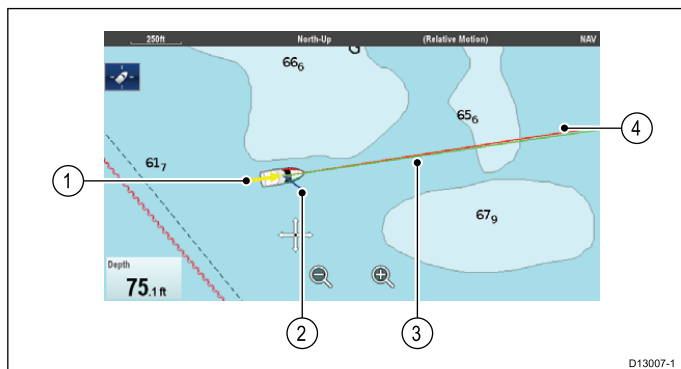 250ft North-Up (Relative Motion) NAV
G
66₆
65₆
4
61₇
1
67₉
Depth
75.1 ft
2
3
D13007-1